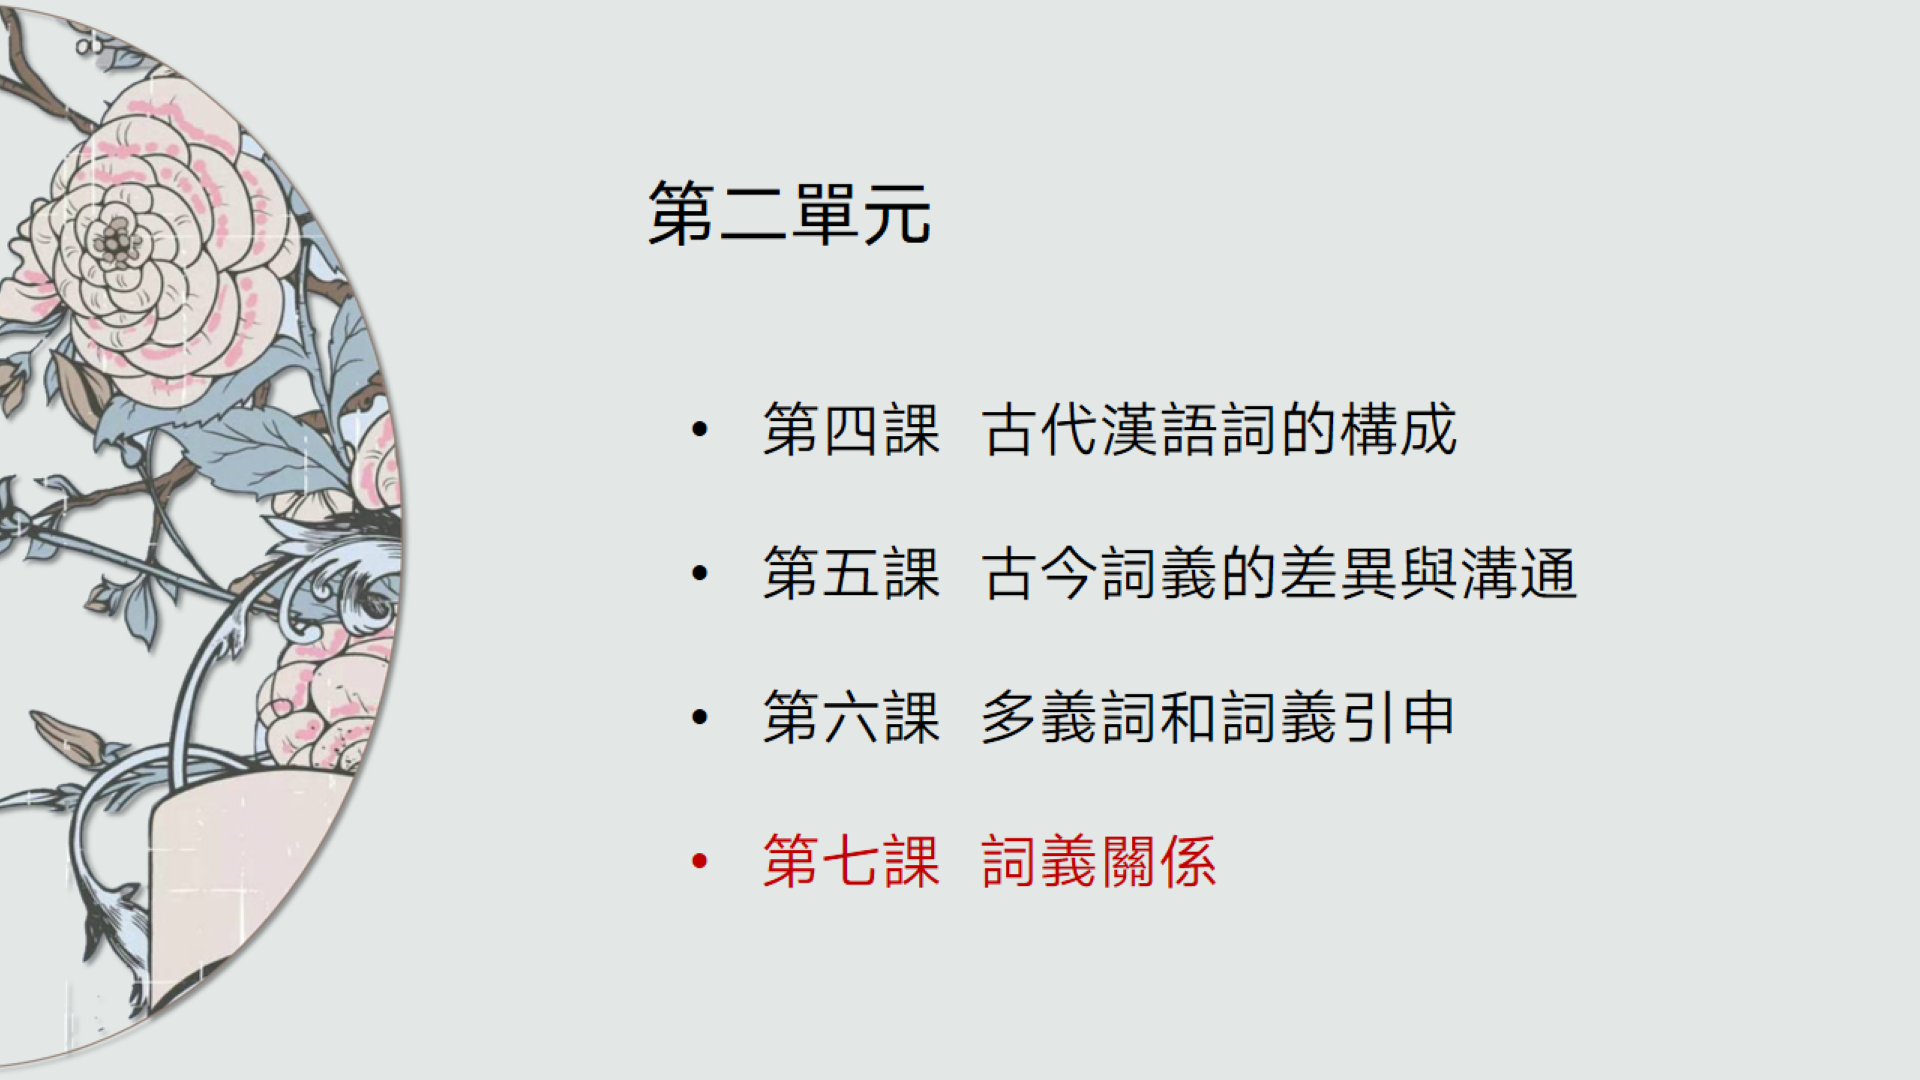 第二單元
• 第四課 古代漢語詞的構成
• 第五課 古今詞義的差異與溝通
• 第六課 多義詞和詞義引申
• 第七課 詞義關係